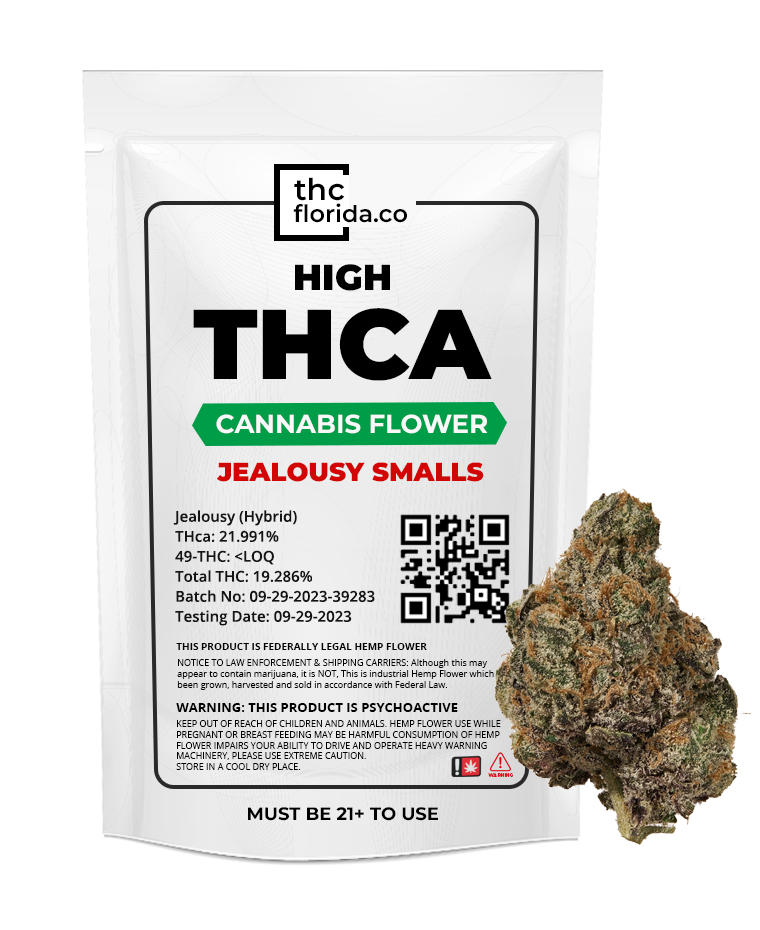 thc
florida.co
HIGH
THCA
CANNABIS FLOWER
JEALOUSY SMALLS
Jealousy (Hybrid)
THca: 21.991%
49-THC: <LOQ
Total THC: 19.286%
Batch No: 09-29-2023-39283
Testing Date: 09-29-2023
THIS PRODUCT IS FEDERALLY LEGAL HEMP FLOWER
NOTICE TO LAW ENFORCEMENT & SHIPPING CARRIERS: Although this may
appear to contain marijuana, it is NOT, This is industrial Hemp Flower which
been grown, harvested and sold in accordance with Federal Law.
WARNING: THIS PRODUCT IS PSYCHOACTIVE
KEEP OUT OF REACH OF CHILDREN AND ANIMALS. HEMP FLOWER USE WHILE
PREGNANT OR BREAST FEEDING MAY BE HARMFUL CONSUMPTION OF HEMP
FLOWER IMPAIRS YOUR ABILITY TO DRIVE AND OPERATE HEAVY WARNING
MACHINERY, PLEASE USE EXTREME CAUTION.
STORE IN A COOL DRY PLACE.
WARNING
MUST BE 21+ TO USE